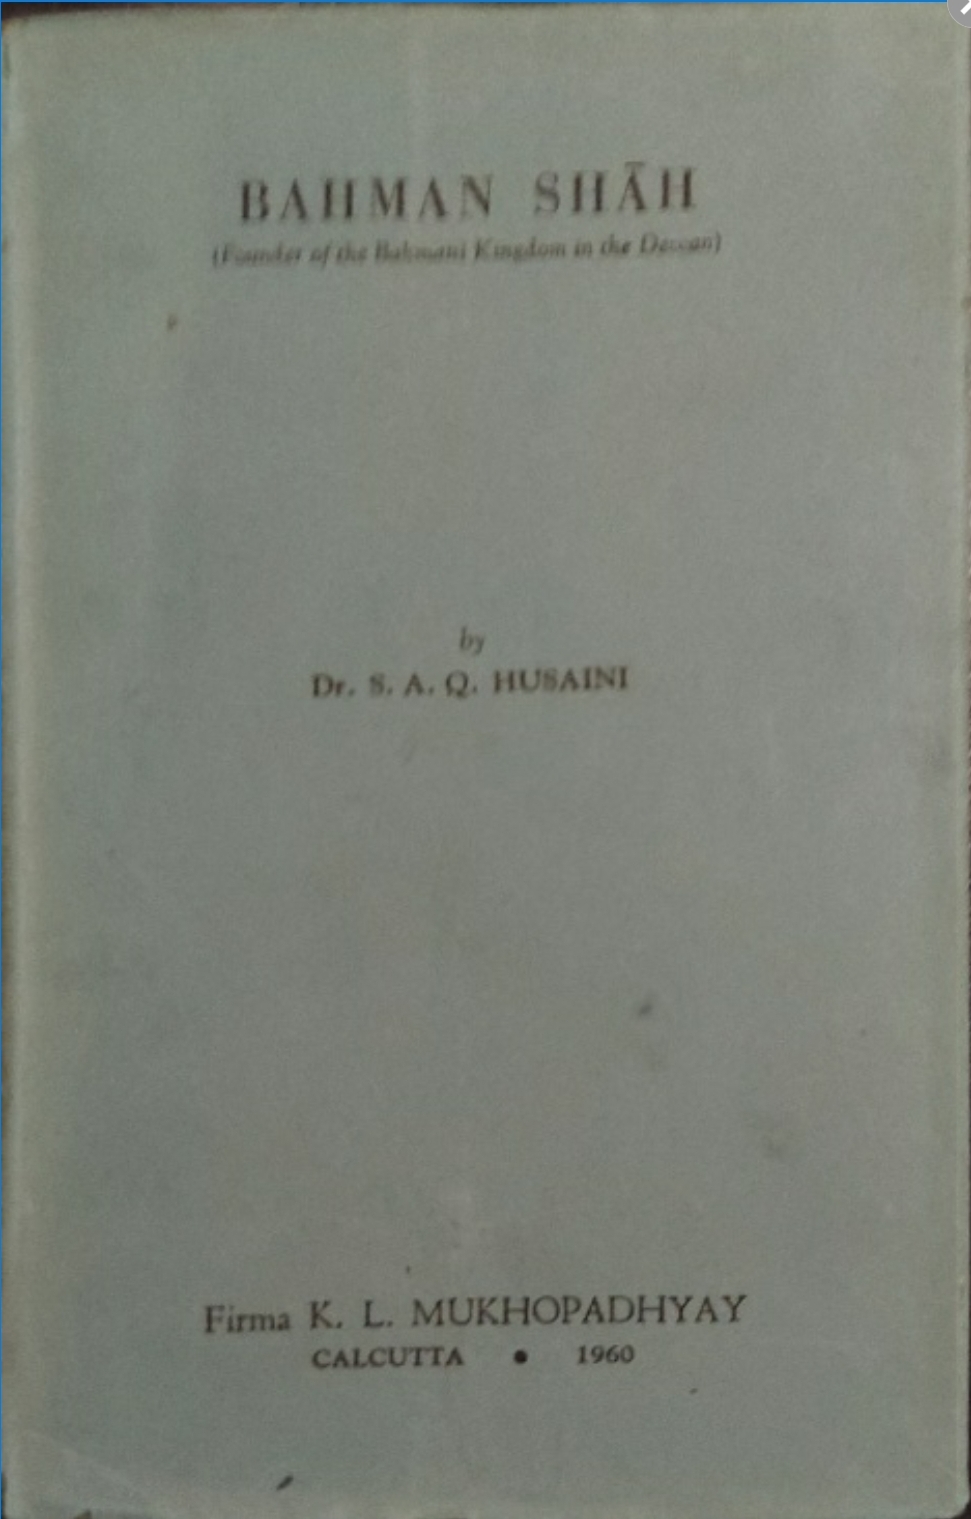 BAHMAN SHĀH
(Founder of the Bahmani Kingdom in the Deccan)
by
Dr. S. A. Q. HUSAINI
Firma K. L. MUKHOPADHYAY
CALCUTTA • 1960